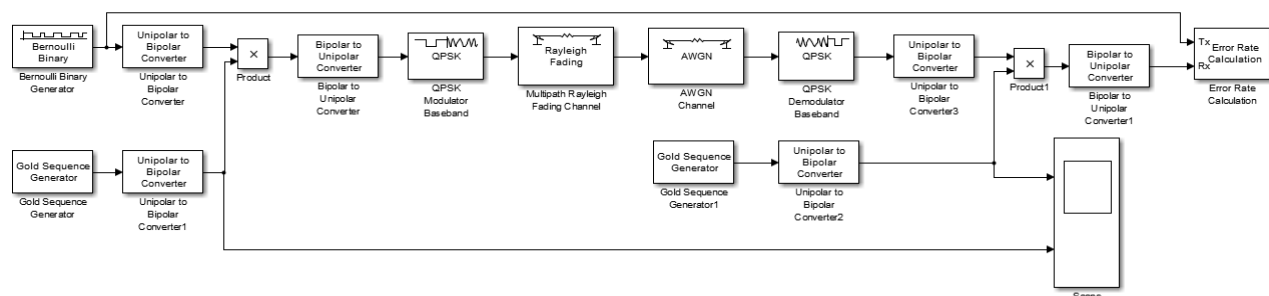 Bernoulli
Binary
Bernoulli Binary
Generator
Unipolar to
Bipolar
Converter
Unipolar to
Bipolar
Converter
×
Product
Bipolar to
Unipolar
Converter
Bipolar to
Unipolar
Converter
QPSK
QPSK
Modulator
Baseband
Rayleigh
Fading
Multipath Rayleigh
Fading Channel
AWGN
AWGN
Channel
QPSK
QPSK
Demodulator
Baseband
Unipolar to
Bipolar
Converter
Unipolar to
Bipolar
Converter3
×
Product1
Bipolar to
Unipolar
Converter
Bipolar to
Unipolar
Converter1
Tx
Rx
Error Rate
Calculation
Error Rate
Calculation
Gold Sequence
Generator
Gold Sequence
Generator
Unipolar to
Bipolar
Converter
Unipolar to
Bipolar
Converter1
Gold Sequence
Generator
Gold Sequence
Generator1
Unipolar to
Bipolar
Converter
Unipolar to
Bipolar
Converter2